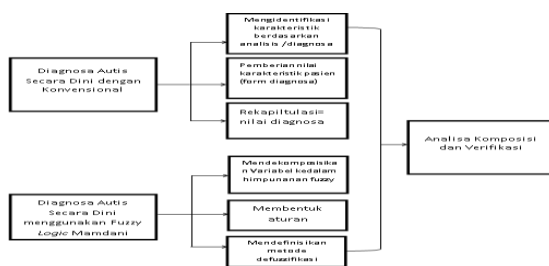 Mengidentifikasi
karakteristik
berdasarkan
analisis /diagnosa
Diagnosa Autis
Secara Dini dengan
Konvensional
Pemberian nilai
karakteristik pasien
(form diagnosa)
Rekapiltulasi=
nilai diagnosa
Analisa Komposisi
dan Verifikasi
Mendekomposisika
n Variabel kedalam
himpunanan fuzzy
Diagnosa Autis
Secara Dini
menggunakan Fuzzy
Logic Mamdani
Membentuk
aturan
Mendefinisikan
metode
defuzzifikasi